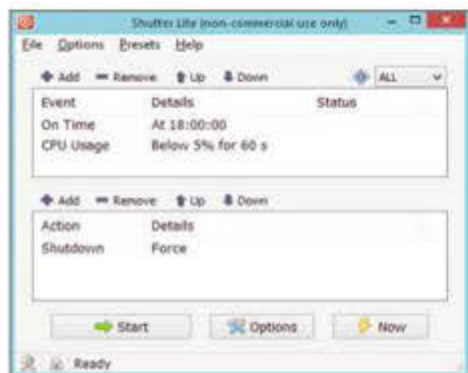 Shutter Lite (non-commercial use only)
File Options Presets Help
Add Remove Up Down ALL
Event Details Status
On Time At 18:00:00
CPU Usage Below 5% for 60 s
Add Remove Up Down
Action Details
Shutdown Force
Start Options Now
Ready